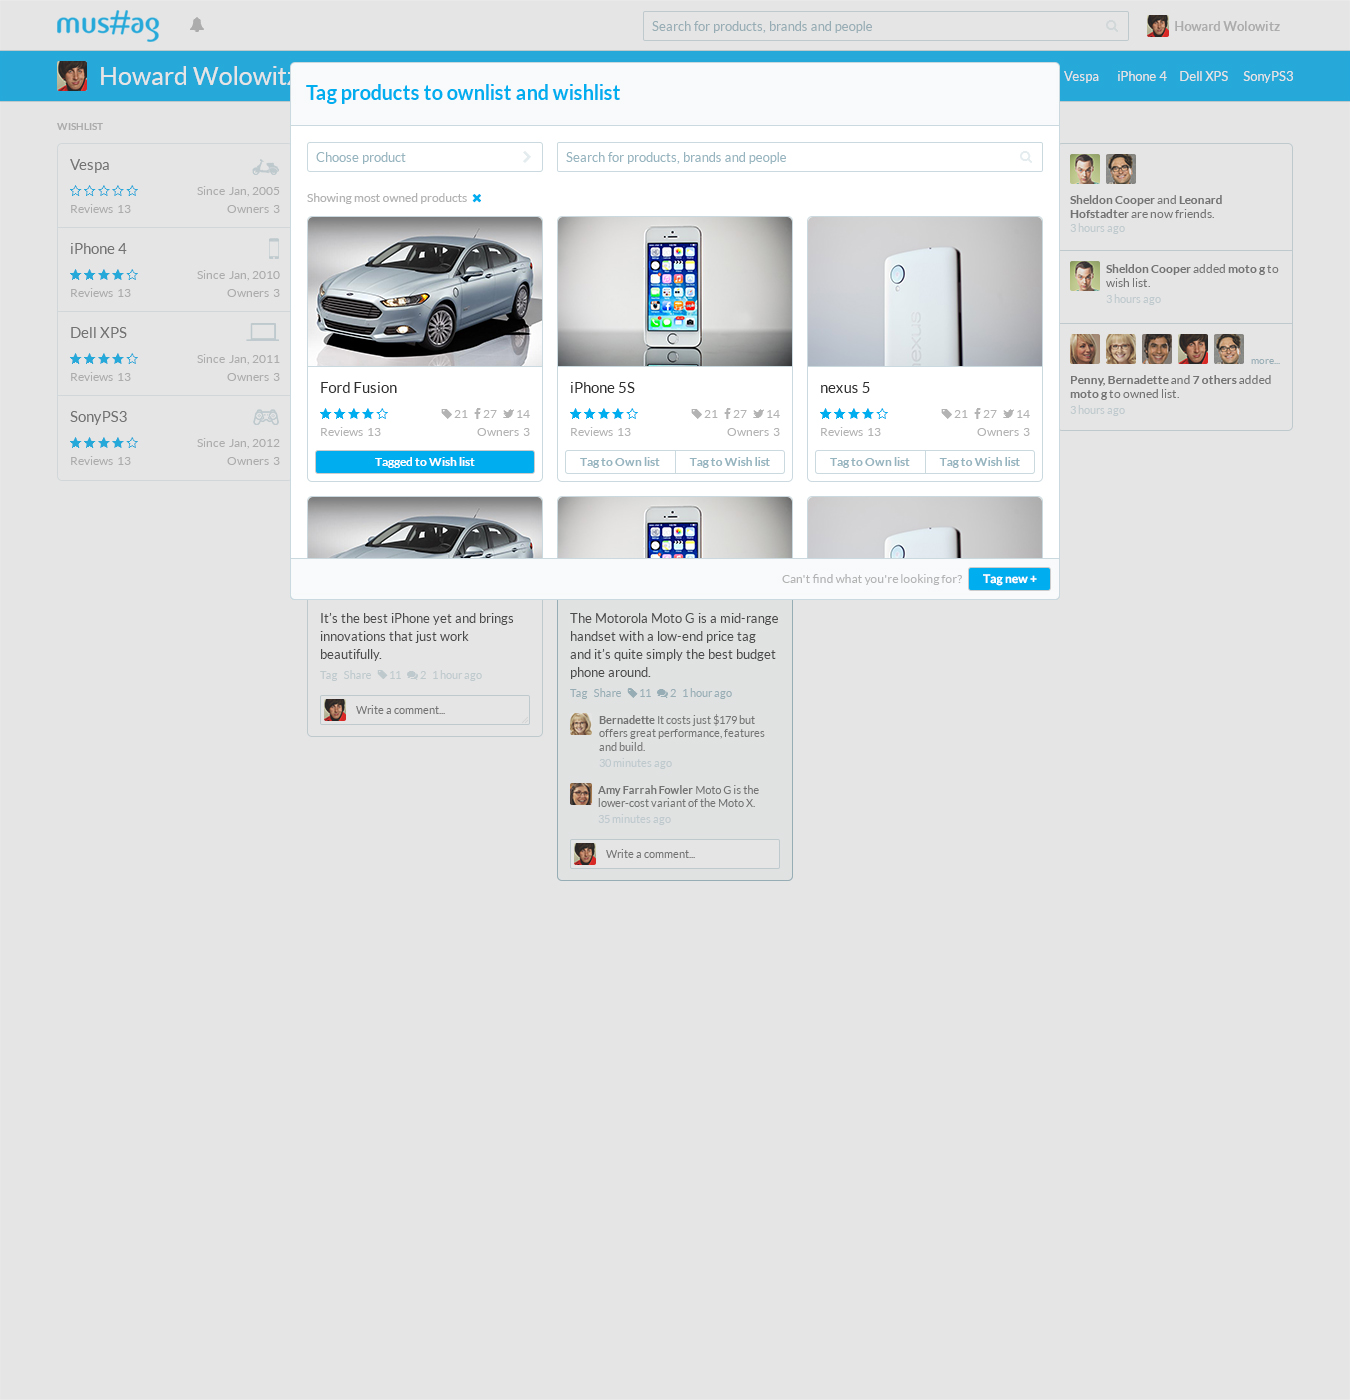 mus#ag
Search for products, brands and people
Howard Wolowitz
Howard Wolowitz
Vespa iPhone 4 Dell XPS SonyPS3
Tag products to ownlist and wishlist
WISHLIST
Vespa
Since Jan, 2005
Reviews 13 Owners 3
iPhone 4
Since Jan, 2010
Reviews 13 Owners 3
Dell XPS
Since Jan, 2011
Reviews 13 Owners 3
SonyPS3
Since Jan, 2012
Reviews 13 Owners 3
Choose product
Search for products, brands and people
Showing most owned products
nexus
Ford Fusion
21 27 14
Reviews 13 Owners 3
Tagged to Wish list
iPhone 5S
21 27 14
Reviews 13 Owners 3
Tag to Own list Tag to Wish list
nexus 5
21 27 14
Reviews 13 Owners 3
Tag to Own list Tag to Wish list
Can't find what you're looking for? Tag new +
It's the best iPhone yet and brings
innovations that just work
beautifully.
Tag Share 11 2 1 hour ago
Write a comment...
The Motorola Moto G is a mid-range
handset with a low-end price tag
and it's quite simply the best budget
phone around.
Tag Share 11 2 1 hour ago
Bernadette It costs just $179 but
offers great performance, features
and build.
30 minutes ago
Amy Farrah Fowler Moto G is the
lower-cost variant of the Moto X.
35 minutes ago
Write a comment...
Sheldon Cooper and Leonard
Hofstadter are now friends.
3 hours ago
Sheldon Cooper added moto g to
wish list.
3 hours ago
more...
Penny, Bernadette and 7 others added
moto g to owned list.
3 hours ago